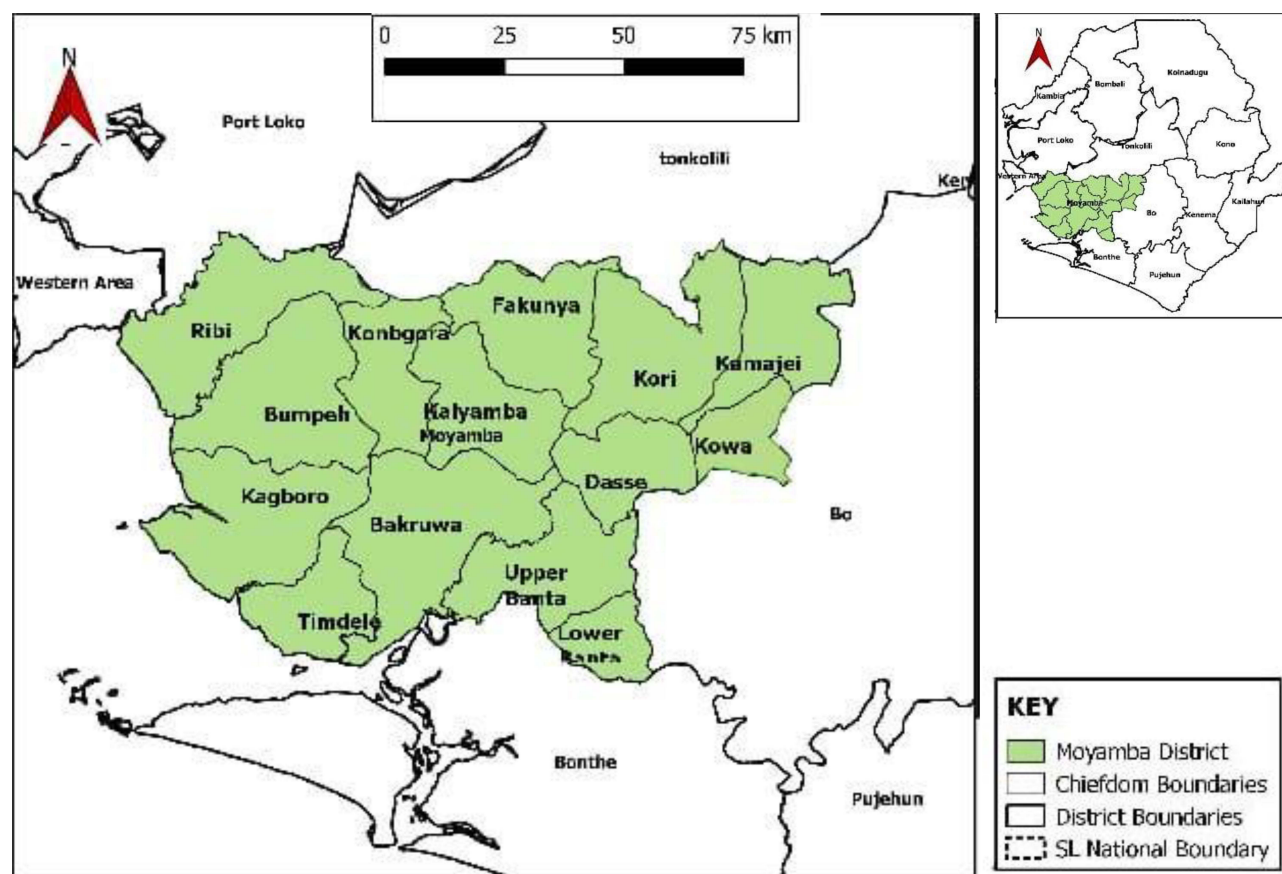 0 25 50 75 km
N
Port Loko
tonkolili
Western Area
Fakunya
Ribi
Konbgora
Kamajei
Kori
Bumpeh
Kalyamba
Moyamba
Kowa
Dasse
Kagboro
Bakruwa
Bo
Upper
Banta
Timdele
Lower
Banta
Bonthe
Pujehun
N
Koinadugu
Bombali
Kambia
Port Loko
Tonkolili
Kono
Western Area
Moyamba
Bo
Kenema
Kailahun
Bonthe
Pujehun
KEY
Moyamba District
Chiefdom Boundaries
District Boundaries
SL National Boundary